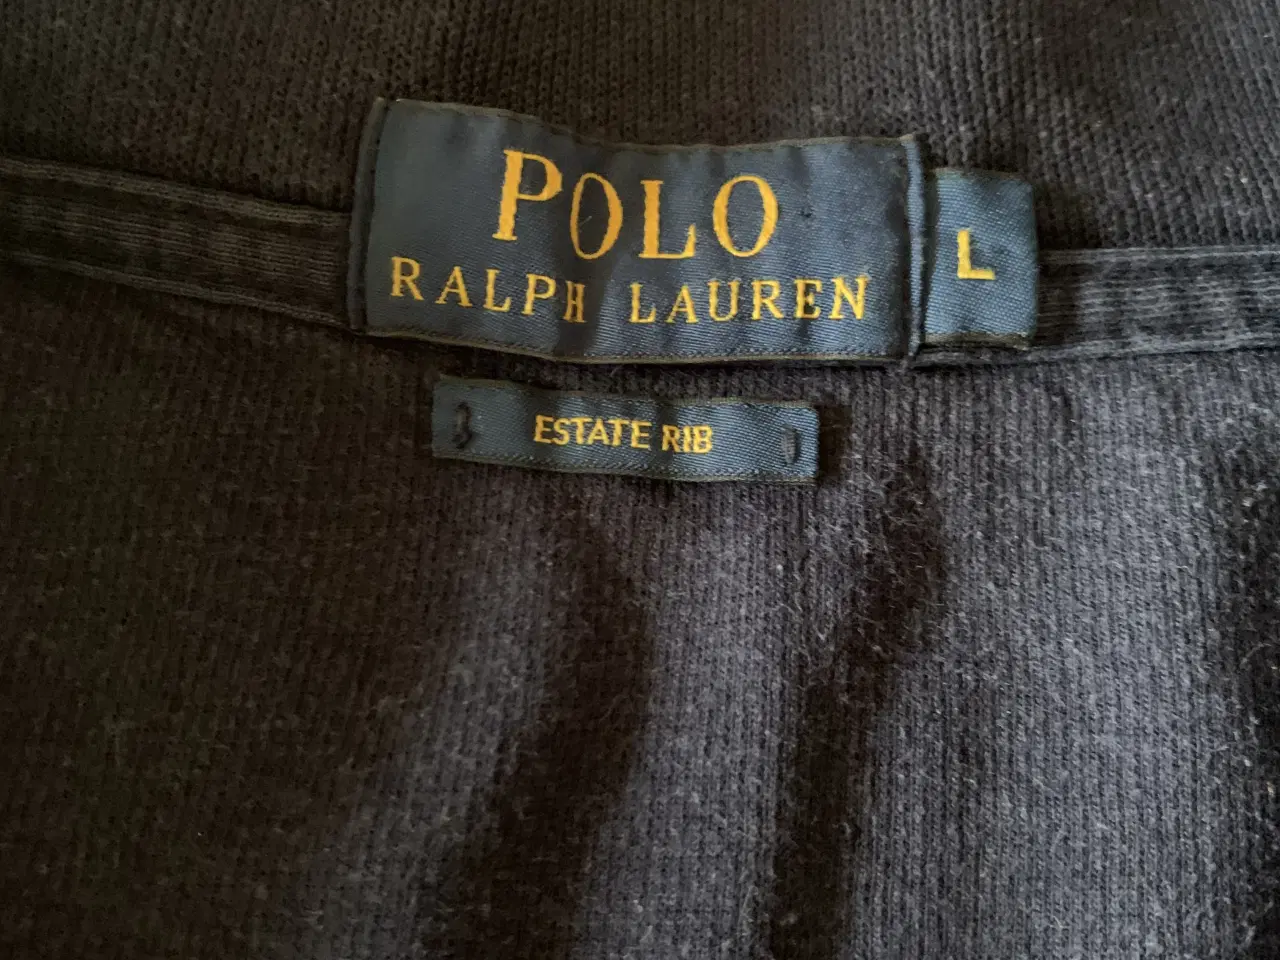 POLO
RALPH LAUREN
L
ESTATE RIB